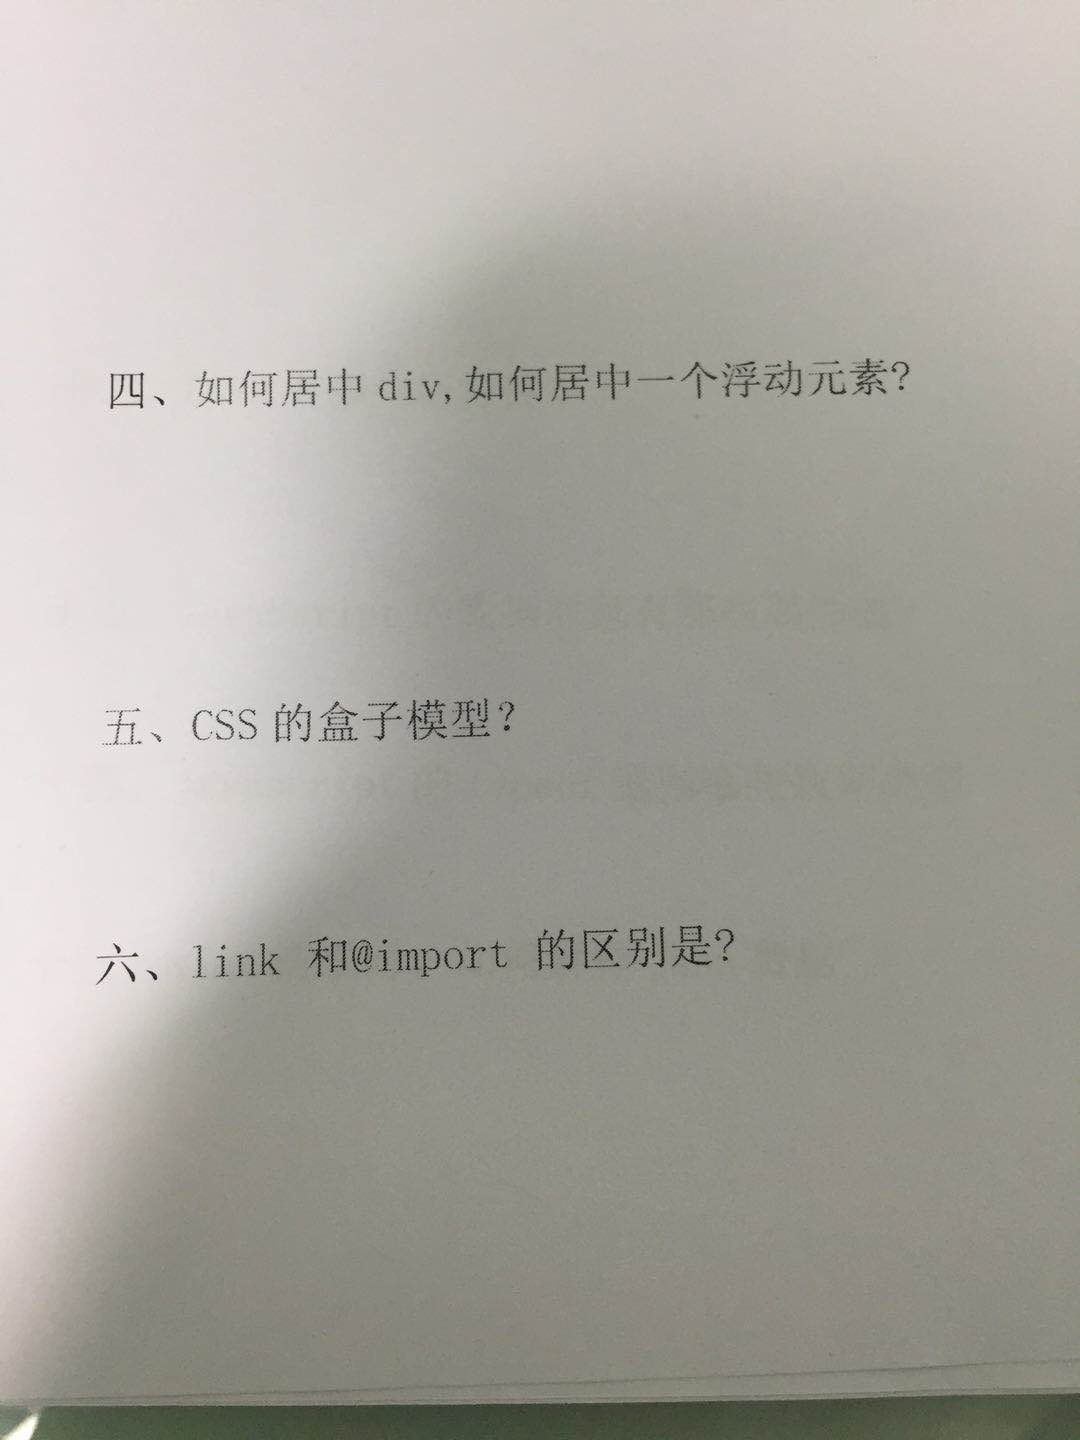 四、如何居中 div,如何居中一个浮动元素?
五、CSS 的盒子模型？
六、link 和@import 的区别是?